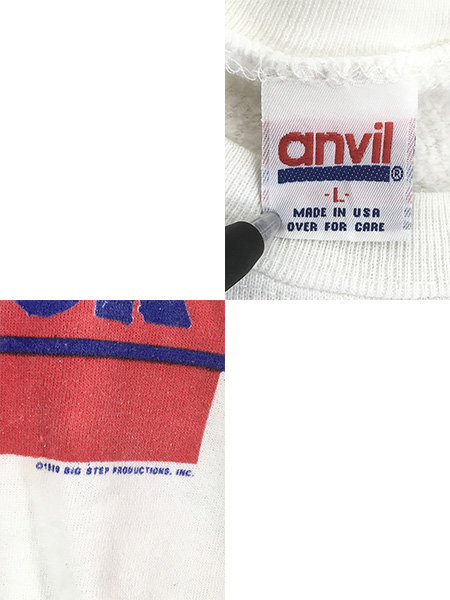 anvil®
-L-
MADE IN USA
OVER FOR CARE
BIG STEP PRODUCTIONS, INC.